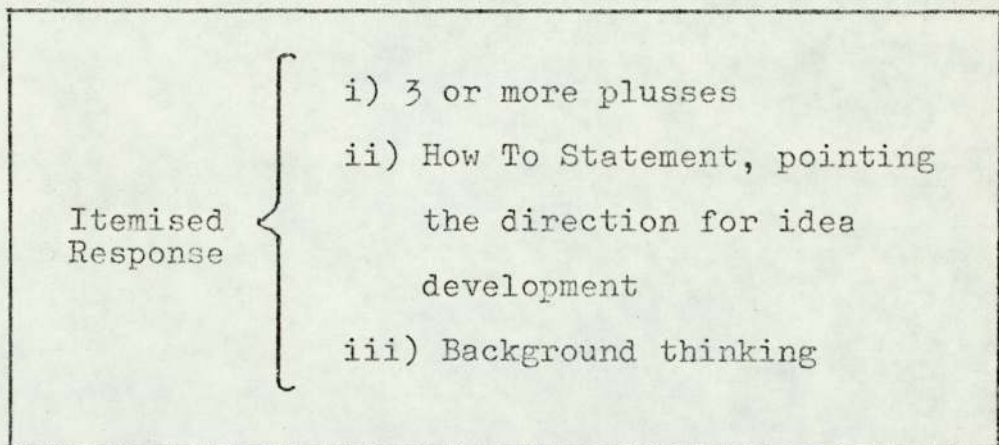 i) 3 or more plusses
ii) How To Statement, pointing
the direction for idea
development
iii) Background thinking
Itemised
Response